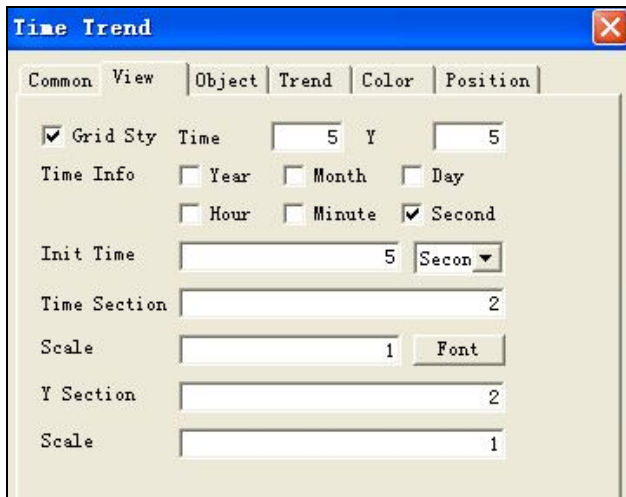 Time Trend
Common View Object Trend Color Position
Grid Sty Time 5 Y 5
Time Info Year Month Day
Hour Minute Second
Init Time 5 Secon
Time Section 2
Scale 1 Font
Y Section 2
Scale 1